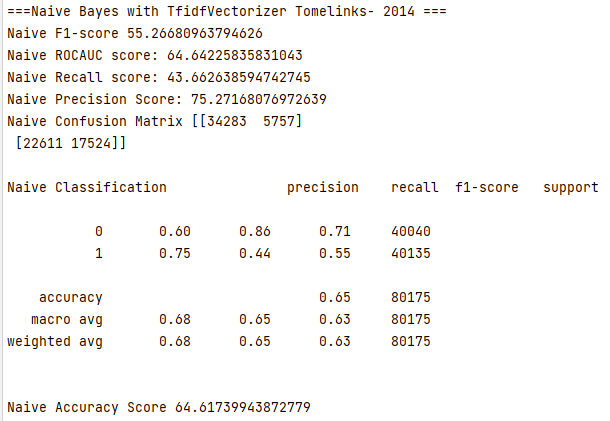 ===Naive Bayes with TfidfVectorizer Tomelinks- 2014 ===
Naive F1-score 55.26680963794626
Naive ROCAUC score: 64.64225835831043
Naive Recall score: 43.662638594742745
Naive Precision Score: 75.27168076972639
Naive Confusion Matrix [[34283  5757]
 [22611 17524]]
Naive Classification               precision    recall  f1-score   support
           0       0.60      0.86      0.71     40040
           1       0.75      0.44      0.55     40135
    accuracy                           0.65     80175
   macro avg       0.68      0.65      0.63     80175
weighted avg       0.68      0.65      0.63     80175
Naive Accuracy Score 64.61739943872779